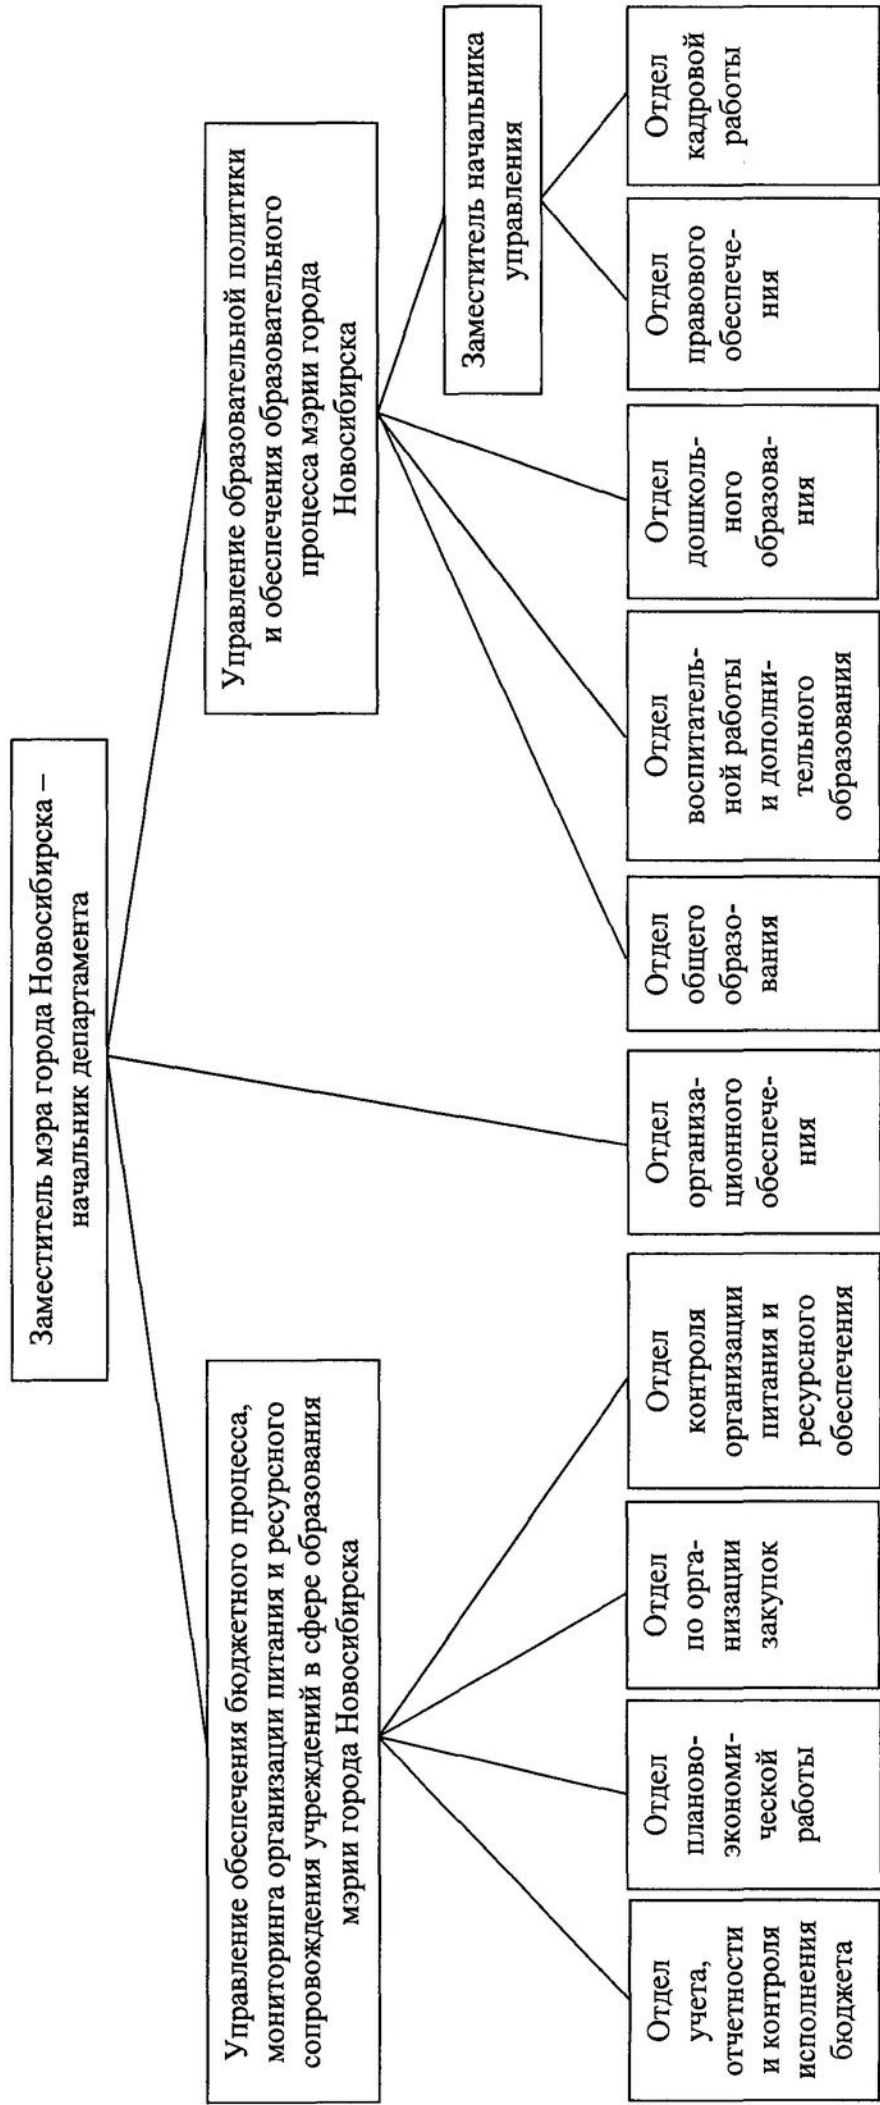 Заместитель мэра города Новосибирска –
начальник департамента
Управление обеспечения бюджетного процесса,
мониторинга организации питания и ресурсного
сопровождения учреждений в сфере образования
мэрии города Новосибирска
Управление образовательной политики
и обеспечения образовательного
процесса мэрии город
Новосибирска
Заместитель начальника
управления
Отдел
учета,
отчетности
и контроля
исполнения
бюджета
Отдел
планово-
экономи-
ческой
работы
Отдел
по орга-
низации
закупок
Отдел
контроля
организации
питания и
ресурсного
обеспечения
Отдел
организа-
ционного
обеспече-
ния
Отдел
общего
образо-
вания
Отдел
воспитатель-
ной работы
и дополни-
тельного
образования
Отдел
дошколь-
ного
образова-
ния
Отдел
правового
обеспече-
ния
Отдел
кадровой
работы